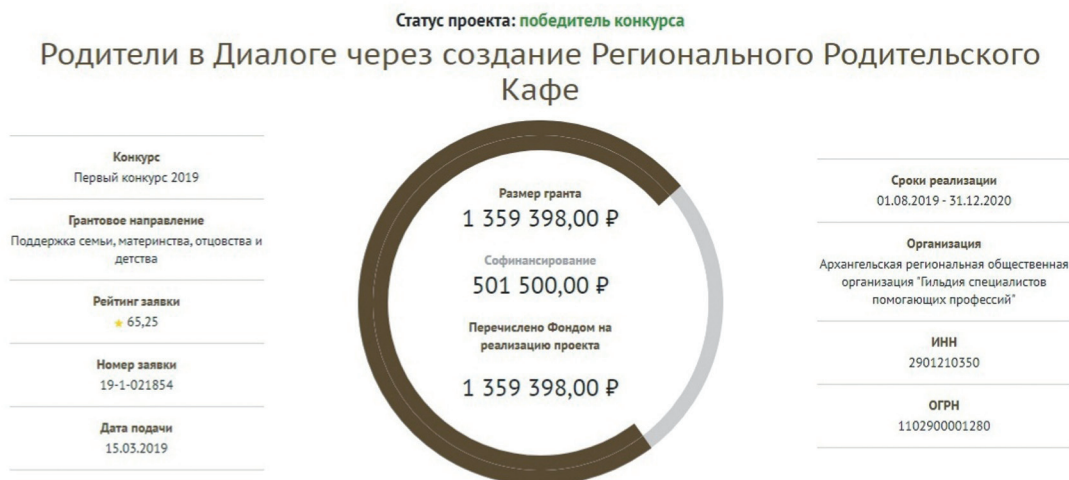 Статус проекта: победитель конкурса
Родители в Диалоге через создание Регионального Родительского
Кафе
Конкурс
Первый конкурс 2019
Грантовое направление
Поддержка семьи, материнства, отцовства и
детства
Рейтинг заявки
65,25
Номер заявки
19-1-021854
Дата подачи
15.03.2019
Размер гранта
1 359 398,00 ₽
Софинансирование
501 500,00 ₽
Перечислено Фондом на
реализацию проекта
1 359 398,00 ₽
Сроки реализации
01.08.2019 - 31.12.2020
Организация
Архангельская региональная общественная
организация "Гильдия специалистов
помогающих профессий"
ИНН
2901210350
ОГРН
1102900001280